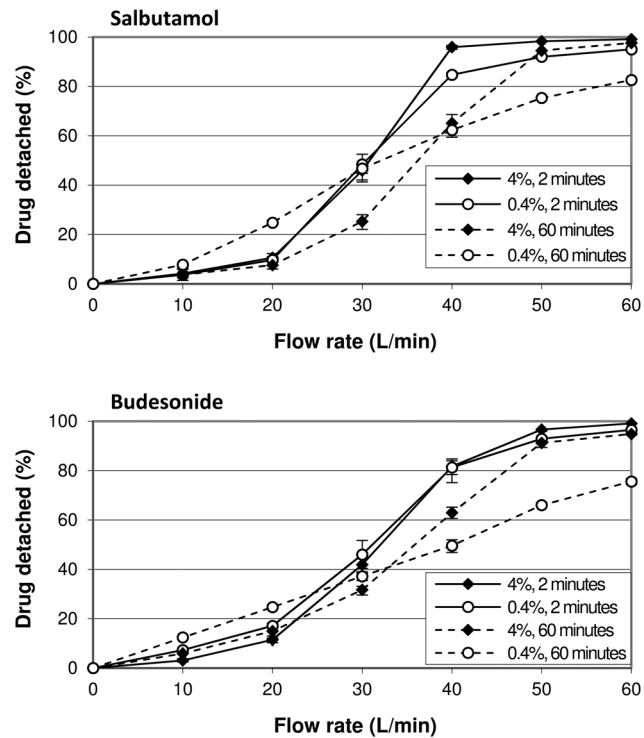 Salbutamol
100
80
60
40
20
0
Drug detached (%)
4%, 2 minutes
0.4%, 2 minutes
4%, 60 minutes
0.4%, 60 minutes
0 10 20 30 40 50 60
Flow rate (L/min)
Budesonide
100
80
60
40
20
0
Drug detached (%)
4%, 2 minutes
0.4%, 2 minutes
4%, 60 minutes
0.4%, 60 minutes
0 10 20 30 40 50 60
Flow rate (L/min)